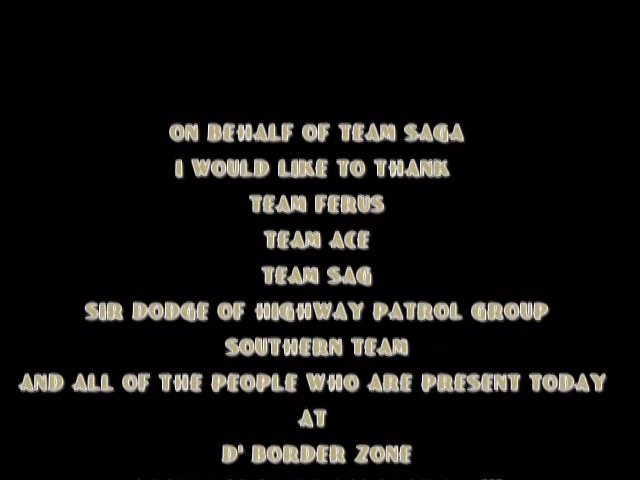 ON BEHALF OF TEAM SAGA
I WOULD LIKE TO THANK
TEAM FERUS
TEAM ACE
TEAM SAG
SIR DODGE OF HIGHWAY PATROL GROUP
SOUTHERN TEAM
AND ALL OF THE PEOPLE WHO ARE PRESENT TODAY
AT
D' BORDER ZONE